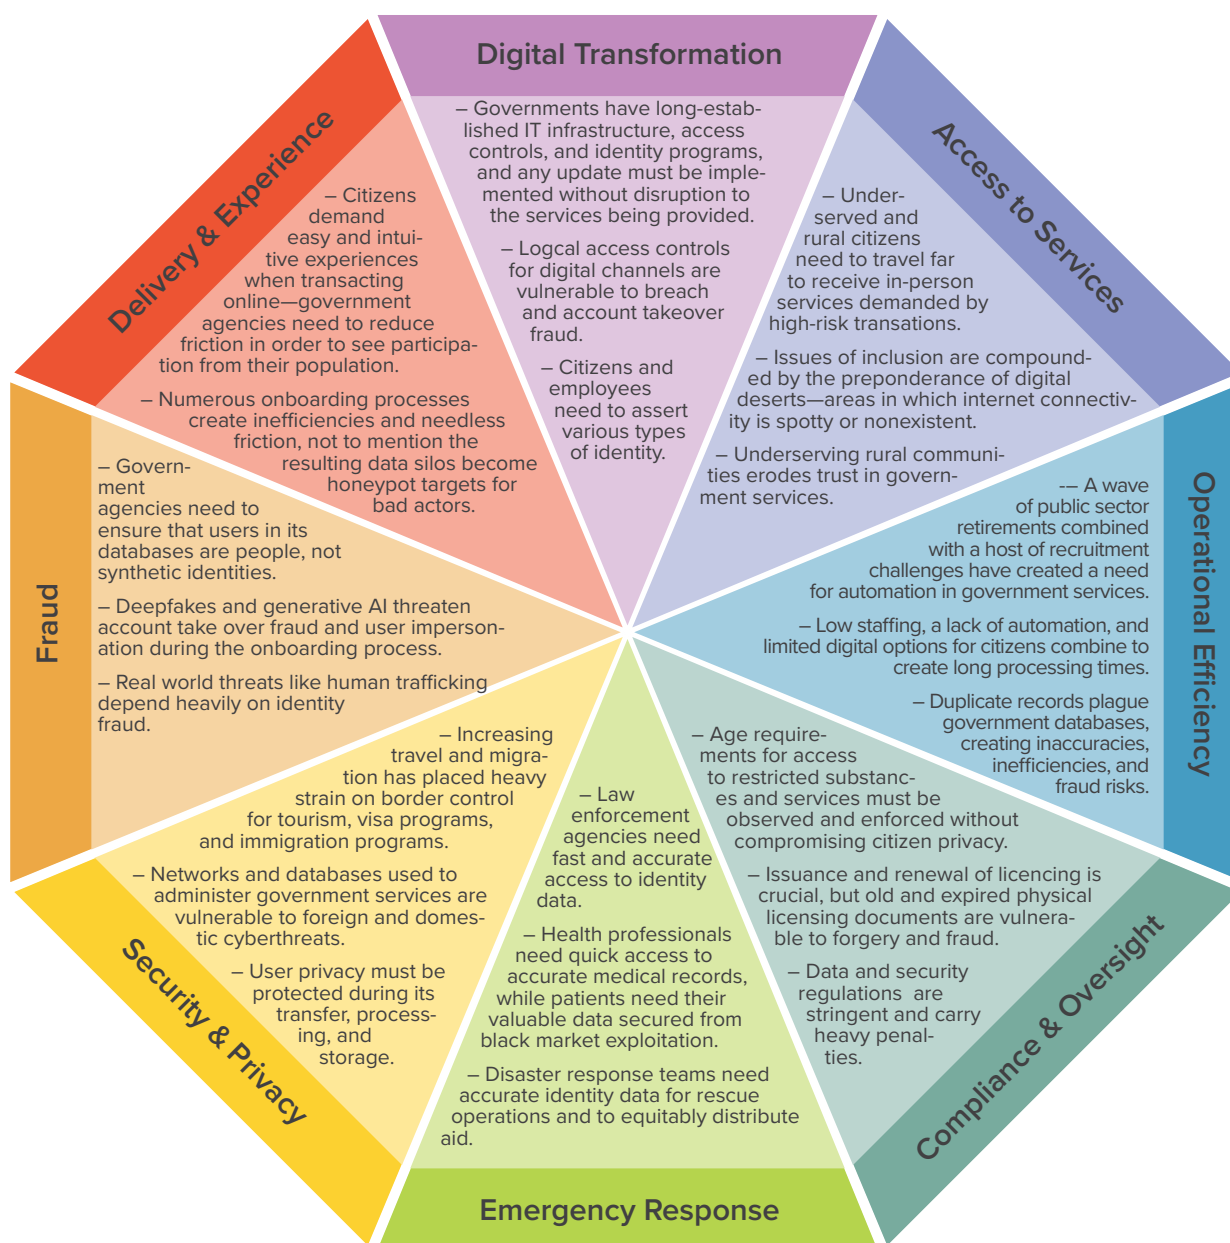 Digital Transformation
– Governments have long-estab-
lished IT infrastructure, access
controls, and identity programs,
and any update must be imple-
mented without disruption to
the services being provided.
– Logcal access controls
for digital channels are
vulnerable to breach
and account takeover
fraud.
– Citizens and
employees
need to assert
various types
of identity.
Access to Services
– Under-
served and
rural citizens
need to travel far
to receive in-person
services demanded by
high-risk transations.
– Issues of inclusion are compound-
ed by the preponderance of digital
deserts—areas in which internet connectiv-
ity is spotty or nonexistent.
– Underserving rural communi-
ties erodes trust in govern-
ment services.
Operational Efficiency
-– A wave
of public sector
retirements combined
with a host of recruitment
challenges have created a need
for automation in government services.
– Low staffing, a lack of automation, and
limited digital options for citizens combine to
create long processing times.
– Duplicate records plague
government databases,
creating inaccuracies,
inefficiencies, and
fraud risks.
Compliance & Oversight
– Age require-
ments for access
to restricted substanc-
es and services must be
observed and enforced without
compromising citizen privacy.
– Issuance and renewal of licencing is
crucial, but old and expired physical
licensing documents are vulnera-
ble to forgery and fraud.
– Data and security
regulations are
stringent and carry
heavy penal-
ties.
Emergency Response
– Law
enforcement
agencies need
fast and accurate
access to identity
data.
– Health professionals
need quick access to
accurate medical records,
while patients need their
valuable data secured from
black market exploitation.
– Disaster response teams need
accurate identity data for rescue
operations and to equitably distribute
aid.
Security & Privacy
– Increasing
travel and migra-
tion has placed heavy
strain on border control
for tourism, visa programs,
and immigration programs.
– Networks and databases used to
administer government services are
vulnerable to foreign and domes-
tic cyberthreats.
– User privacy must be
protected during its
transfer, process-
ing, and
storage.
Fraud
– Govern-
ment
agencies need to
ensure that users in its
databases are people, not
synthetic identities.
– Deepfakes and generative AI threaten
account take over fraud and user imperson-
ation during the onboarding process.
– Real world threats like human trafficking
depend heavily on identity
fraud.
Delivery & Experience
– Citizens
demand
easy and intui-
tive experiences
when transacting
online—government
agencies need to reduce
friction in order to see participa-
tion from their population.
– Numerous onboarding processes
create inefficiencies and needless
friction, not to mention the
resulting data silos become
honeypot targets for
bad actors.